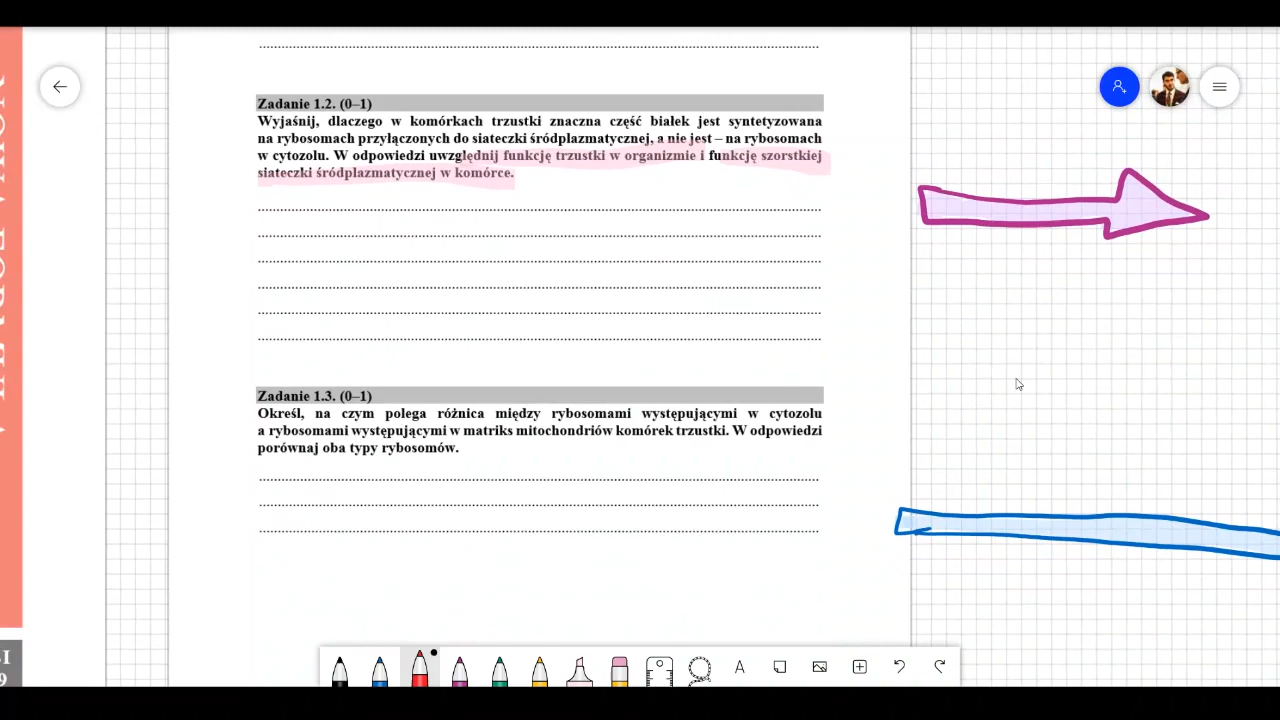 Zadanie 1.2. (0–1)
Wyjaśnij, dlaczego w komórkach trzustki znaczna część białek jest syntetyzowana
na rybosomach przyłączonych do siateczki śródplazmatycznej, a nie jest – na rybosomach
w cytozolu. W odpowiedzi uwzględnij funkcję trzustki w organizmie i funkcję szorstkiej
siateczki śródplazmatycznej w komórce.
Zadanie 1.3. (0–1)
Określ, na czym polega różnica między rybosomami występującymi w cytozolu
a rybosomami występującymi w matriks mitochondriów komórek trzustki. W odpowiedzi
porównaj oba typy rybosomów.